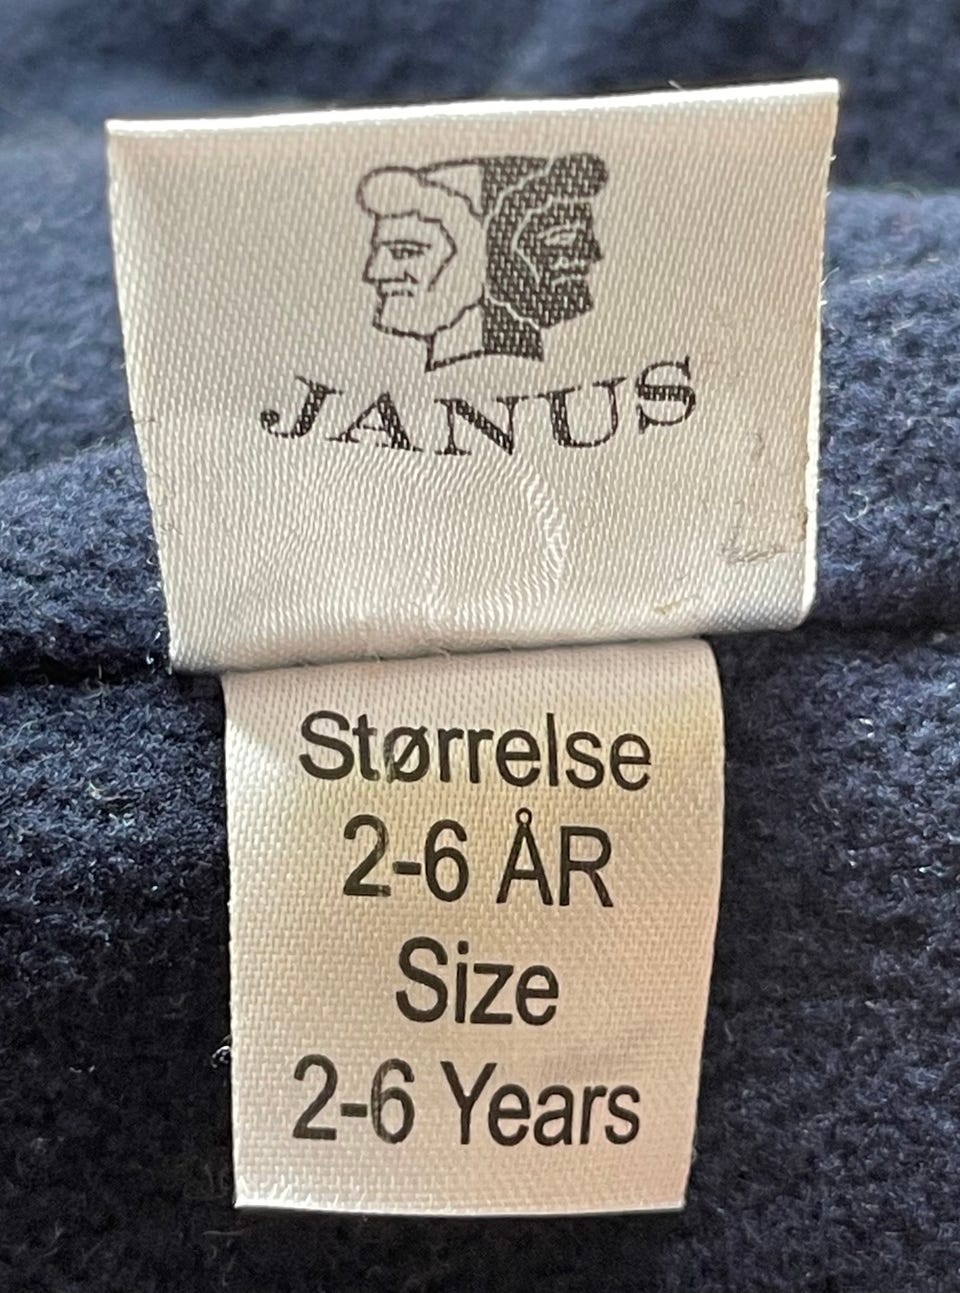 JANUS
Størrelse
2-6 ÅR
Size
2-6 Years